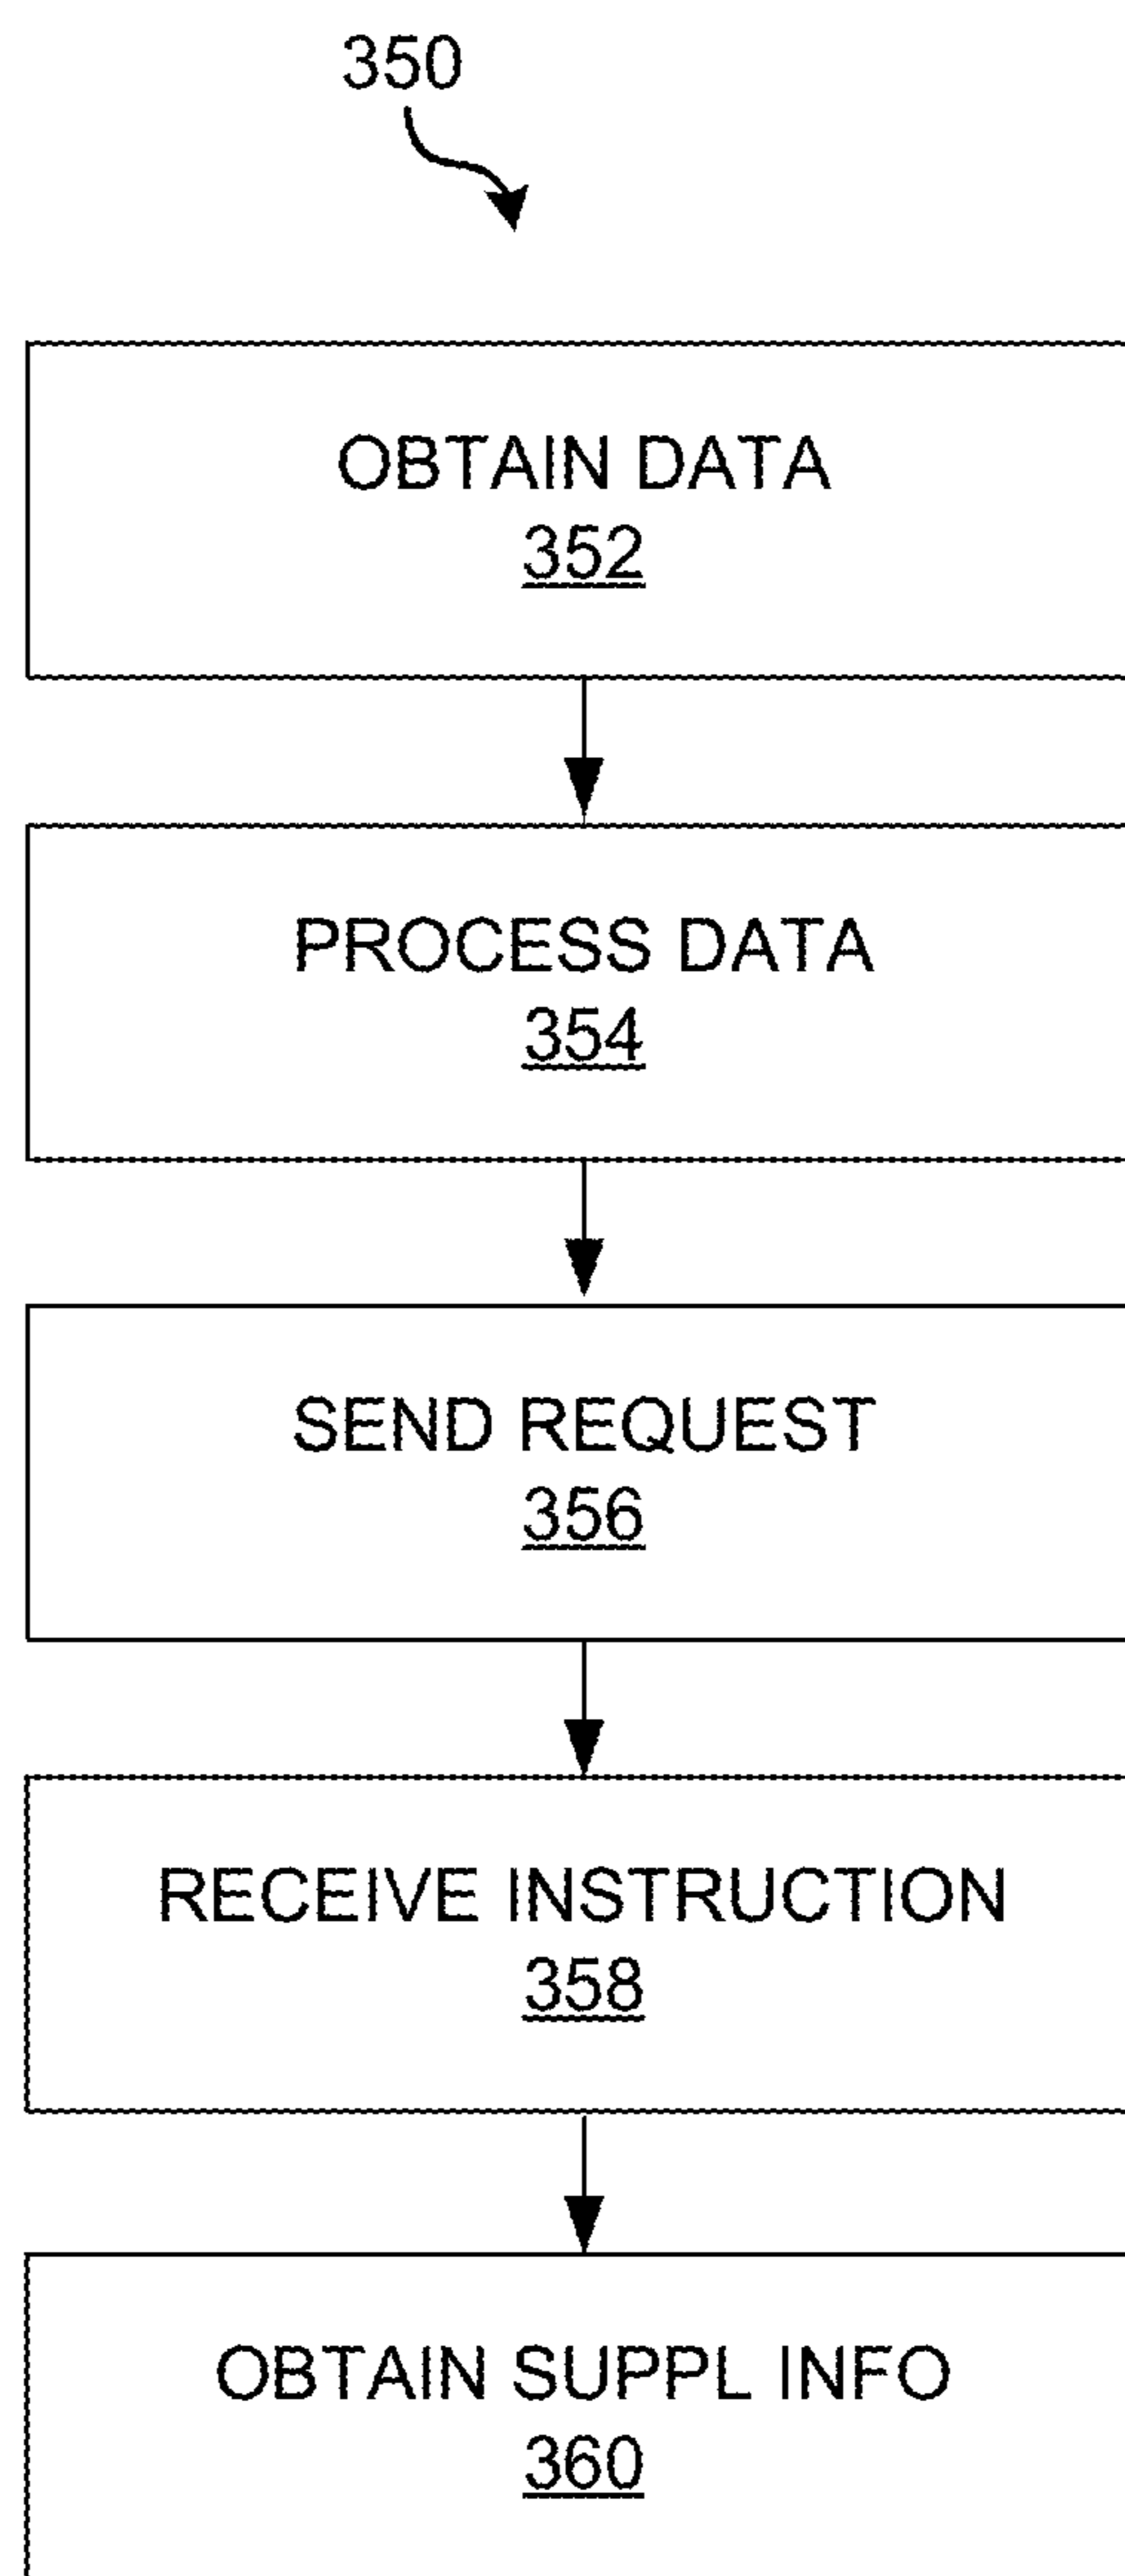 350
OBTAIN DATA
352
PROCESS DATA
354
SEND REQUEST
356
RECEIVE INSTRUCTION
358
OBTAIN SUPPL INFO
360